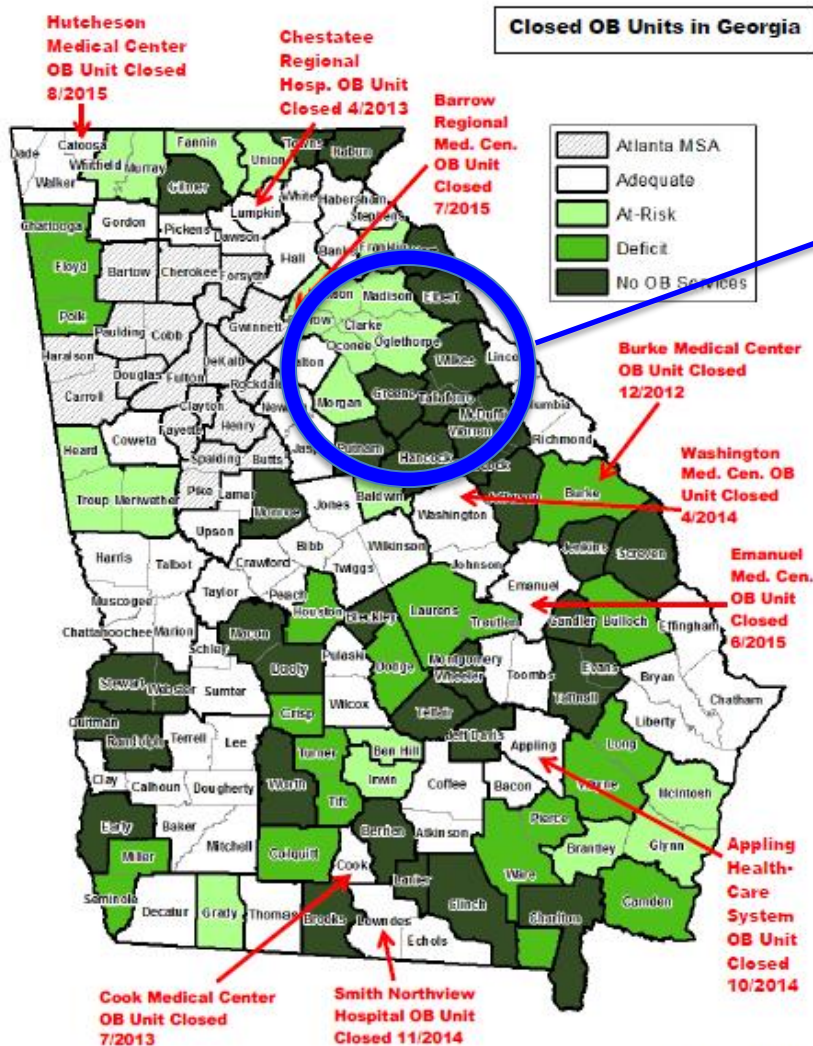 Closed OB Units in Georgia
Hutcheson
Medical Center
OB Unit Closed
8/2015
Chestatee
Regional
Hosp. OB Unit
Closed 4/2013
Barrow
Regional
Med. Cen.
OB Unit
Closed
7/2015
Atlanta MSA
Adequate
At-Risk
Deficit
No OB Services
Burke Medical Center
OB Unit Closed
12/2012
Washington
Med. Cen. OB
Unit Closed
4/2014
Emanuel
Med. Cen.
OB Unit
Closed
6/2015
Appling
Health-
Care
System
OB Unit
Closed
10/2014
Cook Medical Center
OB Unit Closed
7/2013
Smith Northview
Hospital OB Unit
Closed 11/2014
Dade
Catoosa
Whitfield
Murray
Fannin
Union
Towns
Rabun
Walker
Gilmer
Lumpkin
White
Habersham
Stephens
Chattooga
Gordon
Pickens
Dawson
Hall
Banks
Franklin
Floyd
Bartow
Cherokee
Forsyth
Madison
Elbert
Polk
Paulding
Cobb
Gwinnett
Clarke
Oconee
Oglethorpe
Wilkes
Haralson
Douglas
Fulton
DeKalb
Rockdale
Carroll
Clayton
Fayette
Henry
Morgan
Greene
Taliaferro
McDuffie
Warren
Richmond
Heard
Coweta
Spalding
Butts
Putnam
Hancock
Troup
Meriwether
Pike
Lamar
Monroe
Jones
Baldwin
Washington
Burke
Upson
Bibb
Wilkinson
Jenkins
Screven
Harris
Talbot
Crawford
Twiggs
Johnson
Emanuel
Muscogee
Taylor
Peach
Houston
Bleckley
Laurens
Treutlen
Candler
Bulloch
Effingham
Chattahoochee
Marion
Schley
Macon
Dooly
Pulaski
Dodge
Montgomery
Wheeler
Toombs
Evans
Bryan
Chatham
Stewart
Webster
Sumter
Crisp
Wilcox
Telfair
Tattnall
Liberty
Quitman
Randolph
Terrell
Lee
Turner
Ben Hill
Jeff Davis
Appling
Long
Clay
Calhoun
Dougherty
Worth
Tift
Irwin
Coffee
Bacon
Wayne
McIntosh
Early
Baker
Mitchell
Berrien
Atkinson
Pierce
Brantley
Glynn
Miller
Colquitt
Cook
Lanier
Clinch
Ware
Charlton
Camden
Seminole
Decatur
Grady
Thomas
Brooks
Lowndes
Echols